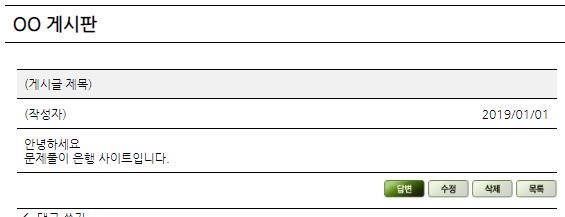 OO 게시판
(게시글 제목)
(작성자) 2019/01/01
안녕하세요
문제풀이 은행 사이트입니다.
답변 수정 삭제 목록